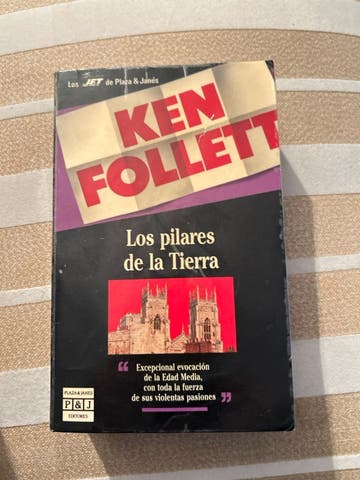 Los JET de Plaza & Janés
KEN
FOLLETT
Los pilares
de la Tierra
“ Excepcional evocación
de la Edad Media,
con toda la fuerza
de sus violentas pasiones ”
PLAZA & JANES
P&J
EDITORES